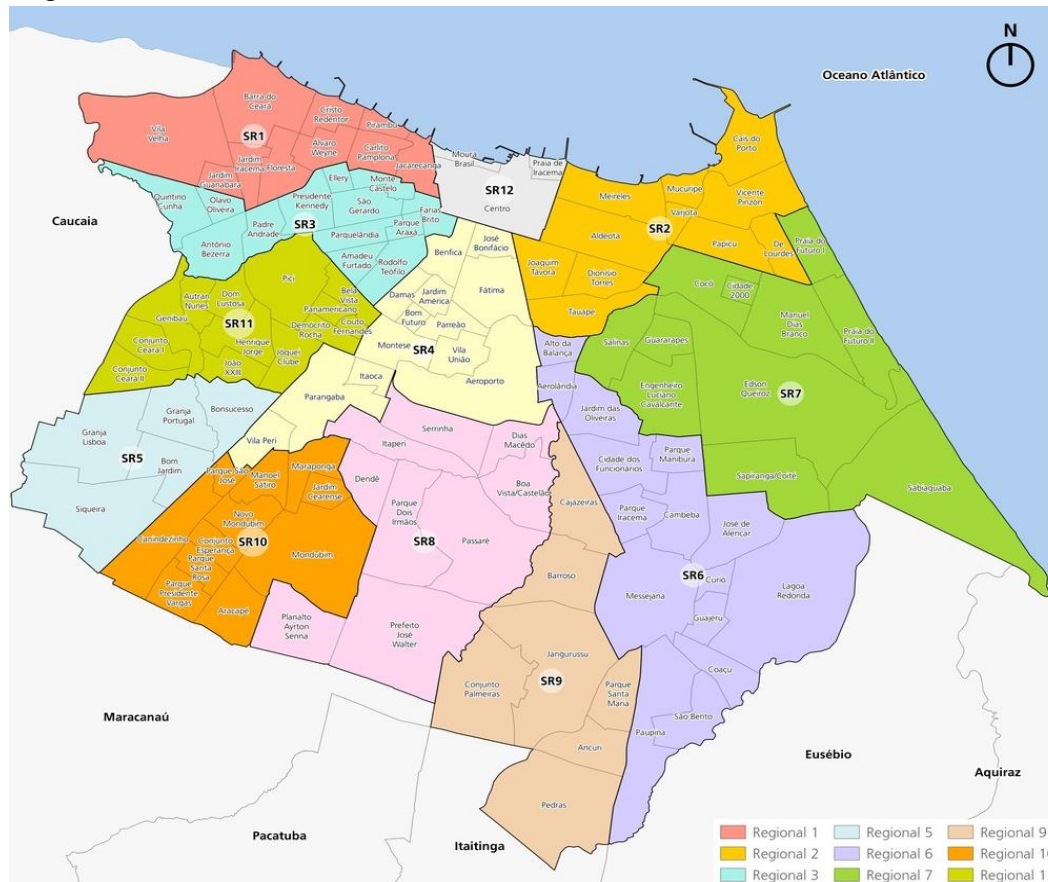 N
Oceano Atlântico
Barra do
Ceará
Vila
Velha
SR1
Cristo
Redentor
Pirambu
Álvaro
Weyne
Carlito
Pamplona
Jardim
Iracema
Floresta
Jacarecanga
Jardim
Guanabara
Moura
Brasil
Praia de
Iracema
SR12
Centro
Cais do
Porto
Meireles
Mucuripe
Vicente
Pinzon
Varjota
SR2
Aldeota
Papicu
De
Lourdes
Joaquim
Távora
Dionísio
Torres
Tauape
Praia do
Futuro I
Caucaia
Quintino
Cunha
Olavo
Oliveira
Ellery
Monte
Castelo
Presidente
Kennedy
São
Gerardo
Farias
Brito
SR3
Padre
Andrade
Parquelândia
Parque
Araxá
Antônio
Bezerra
Amadeu
Furtado
Rodolfo
Teófilo
Pici
Bela
Vista
Panamericano
Autran
Nunes
Dom
Lustosa
Genibaú
SR11
Demócrito
Rocha
Couto
Fernandes
Henrique
Jorge
Jóquei
Clube
Conjunto
Ceará I
João
XXIII
Conjunto
Ceará II
José
Bonifácio
Benfica
Fátima
Damas
Jardim
América
Bom
Futuro
Parreão
Montese
SR4
Vila
União
Itaoca
Aeroporto
Parangaba
Vila Peri
Cocó
Cidade
2000
Manuel
Dias
Branco
Praia do
Futuro II
Salinas
Guararapes
Engenheiro
Luciano
Cavalcante
Edson
Queiroz
SR7
Sapiranga/Coité
Sabiaguaba
Alto da
Balança
Aerolândia
Jardim das
Oliveiras
Cidade dos
Funcionários
Parque
Manibura
Parque
Iracema
Cambeba
José de
Alencar
SR6
Curió
Messejana
Guajeru
Lagoa
Redonda
Coaçu
São Bento
Paupina
Granja
Portugal
Bonsucesso
Granja
Lisboa
SR5
Bom
Jardim
Siqueira
Serrinha
Itaperi
Dias
Macêdo
Dendê
Boa
Vista/Castelão
Parque
Dois
Irmãos
SR8
Passaré
Planalto
Ayrton
Senna
Prefeito
José
Walter
Parque São
José
Manoel
Satiro
Maraponga
Jardim
Cearense
Novo
Mondubim
Canindezinho
Conjunto
Esperança
SR10
Mondubim
Parque
Santa
Rosa
Parque
Presidente
Vargas
Aracapé
Cajazeiras
Barroso
Jangurussu
Conjunto
Palmeiras
SR9
Parque
Santa
Maria
Ancuri
Pedras
Maracanaú
Eusébio
Aquiraz
Pacatuba
Itaitinga
Regional 1
Regional 5
Regional 9
Regional 2
Regional 6
Regional 10
Regional 3
Regional 7
Regional 1